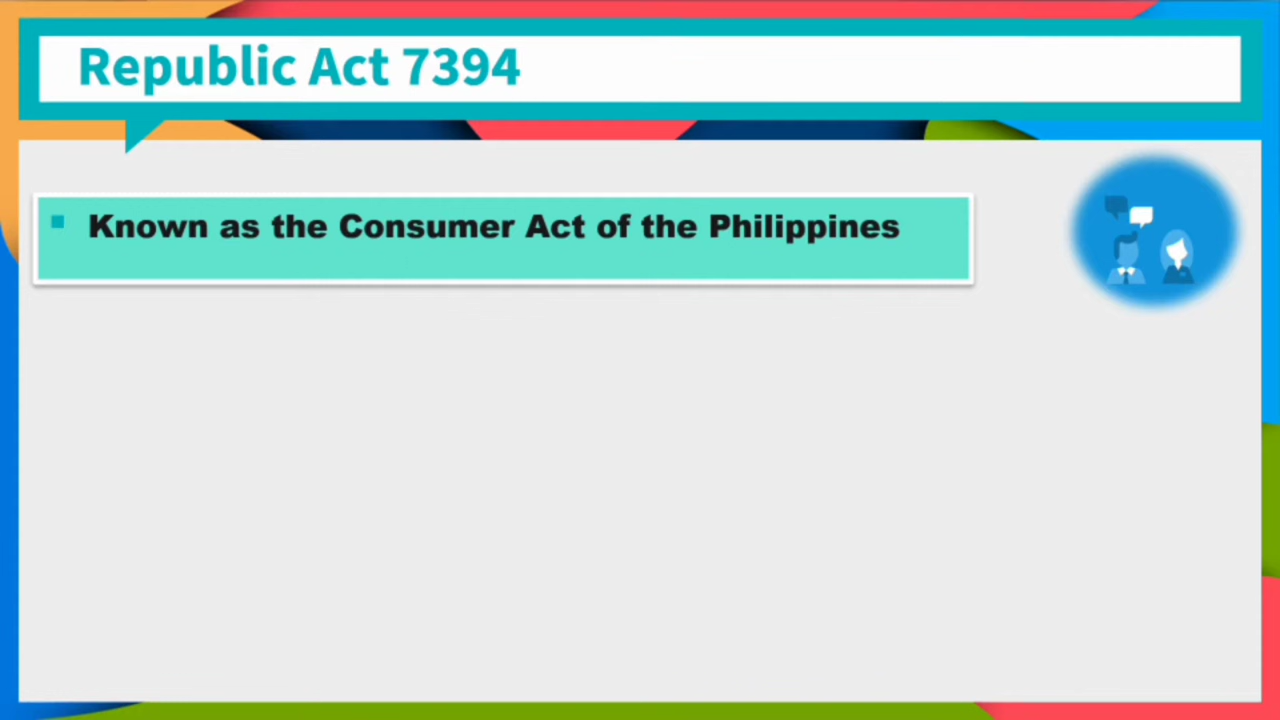 Republic Act 7394
Known as the Consumer Act of the Philippines